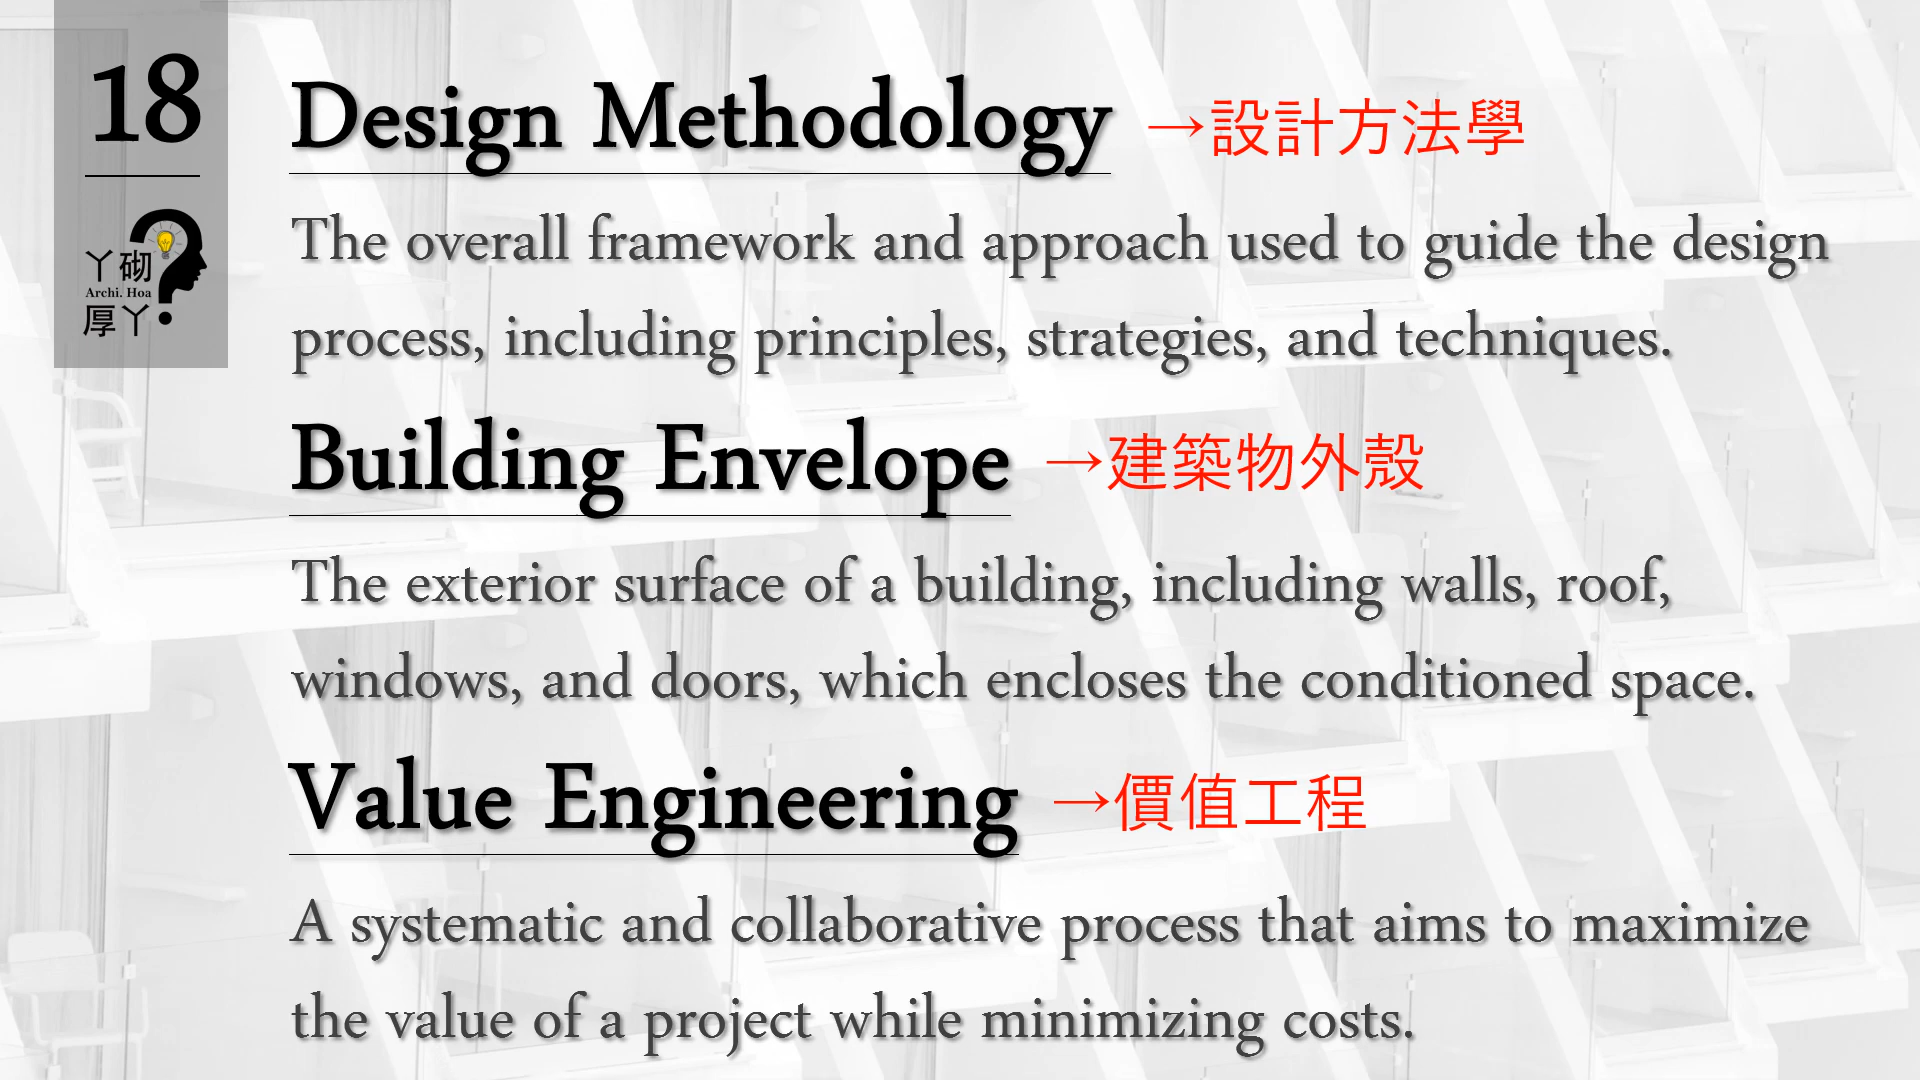 18
丫砌
Archi. Hoa
厚丫
Design Methodology →設計方法學
The overall framework and approach used to guide the design
process, including principles, strategies, and techniques.
Building Envelope →建築物外殼
The exterior surface of a building, including walls, roof,
windows, and doors, which encloses the conditioned space.
Value Engineering →價值工程
A systematic and collaborative process that aims to maximize
the value of a project while minimizing costs.